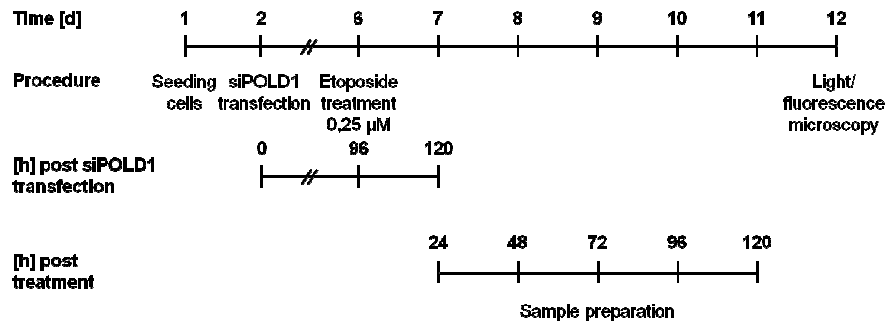 Time [d] 1 2 6 7 8 9 10 11 12
Procedure Seeding siPOLD1 Etoposide Light/
cells transfection treatment fluorescence
0,25 µM microscopy
[h] post siPOLD1 0 96 120
transfection
[h] post 24 48 72 96 120
treatment
Sample preparation